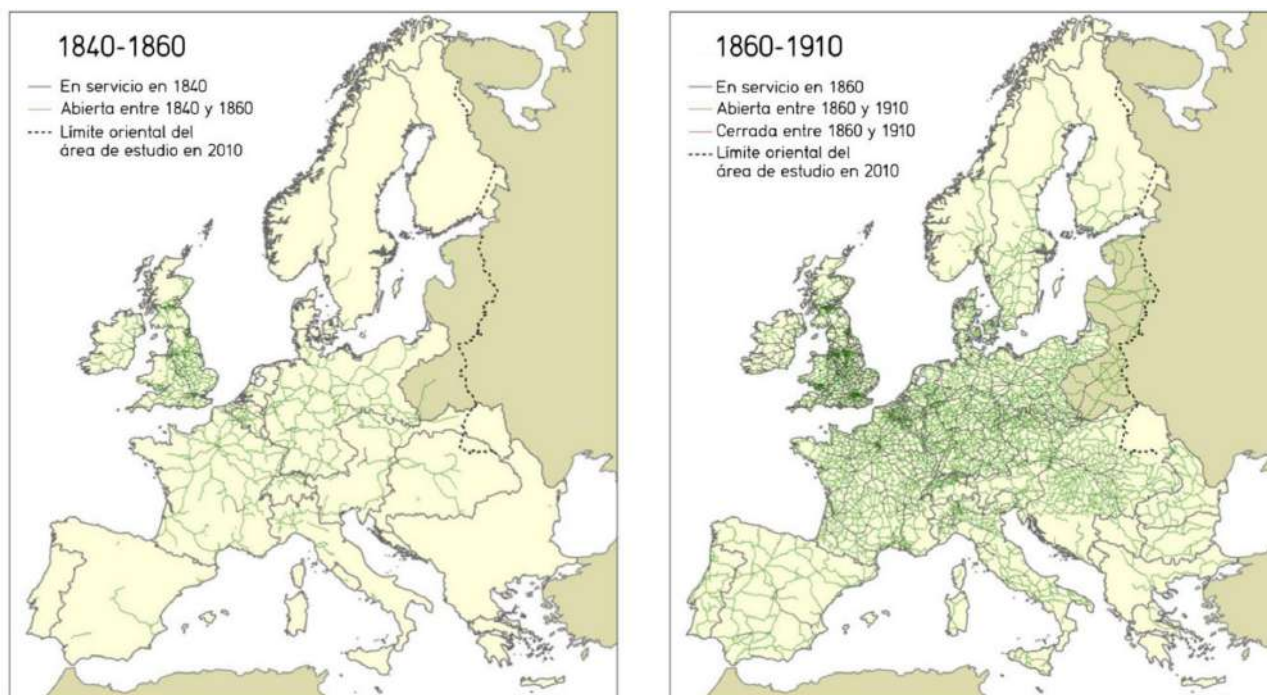 1840-1860
En servicio en 1840
Abierta entre 1840 y 1860
Límite oriental del
área de estudio en 2010
1860-1910
En servicio en 1860
Abierta entre 1860 y 1910
Cerrada entre 1860 y 1910
Límite oriental del
área de estudio en 2010